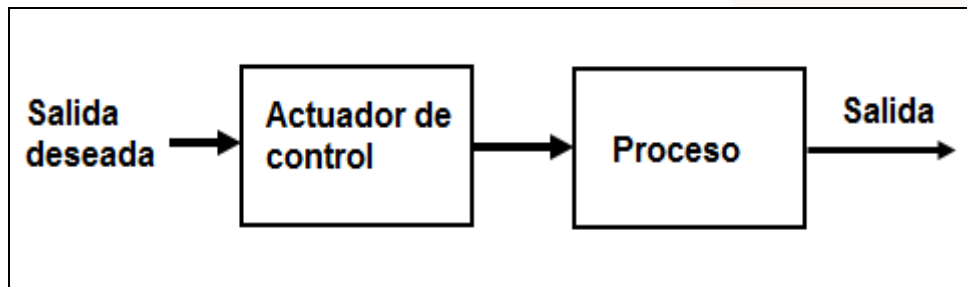 Salida
deseada
Actuador de
control
Proceso
Salida